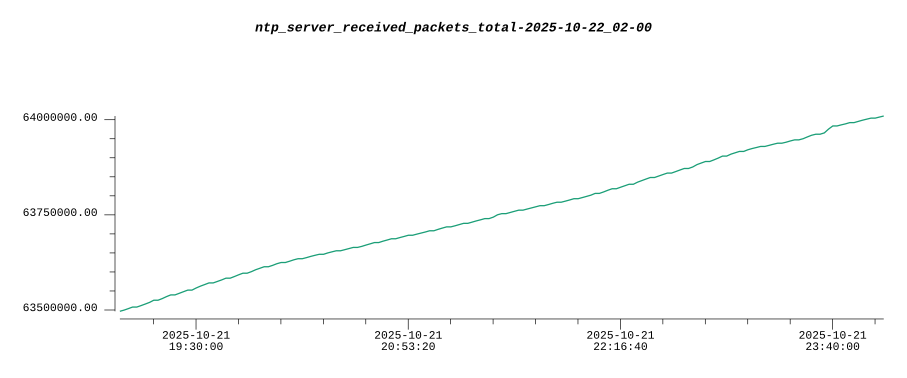 ntp_server_received_packets_total-2025-10-22_02-00
64000000.00
63750000.00
63500000.00
2025-10-21 2025-10-21 2025-10-21 2025-10-21
19:30:00 20:53:20 22:16:40 23:40:00